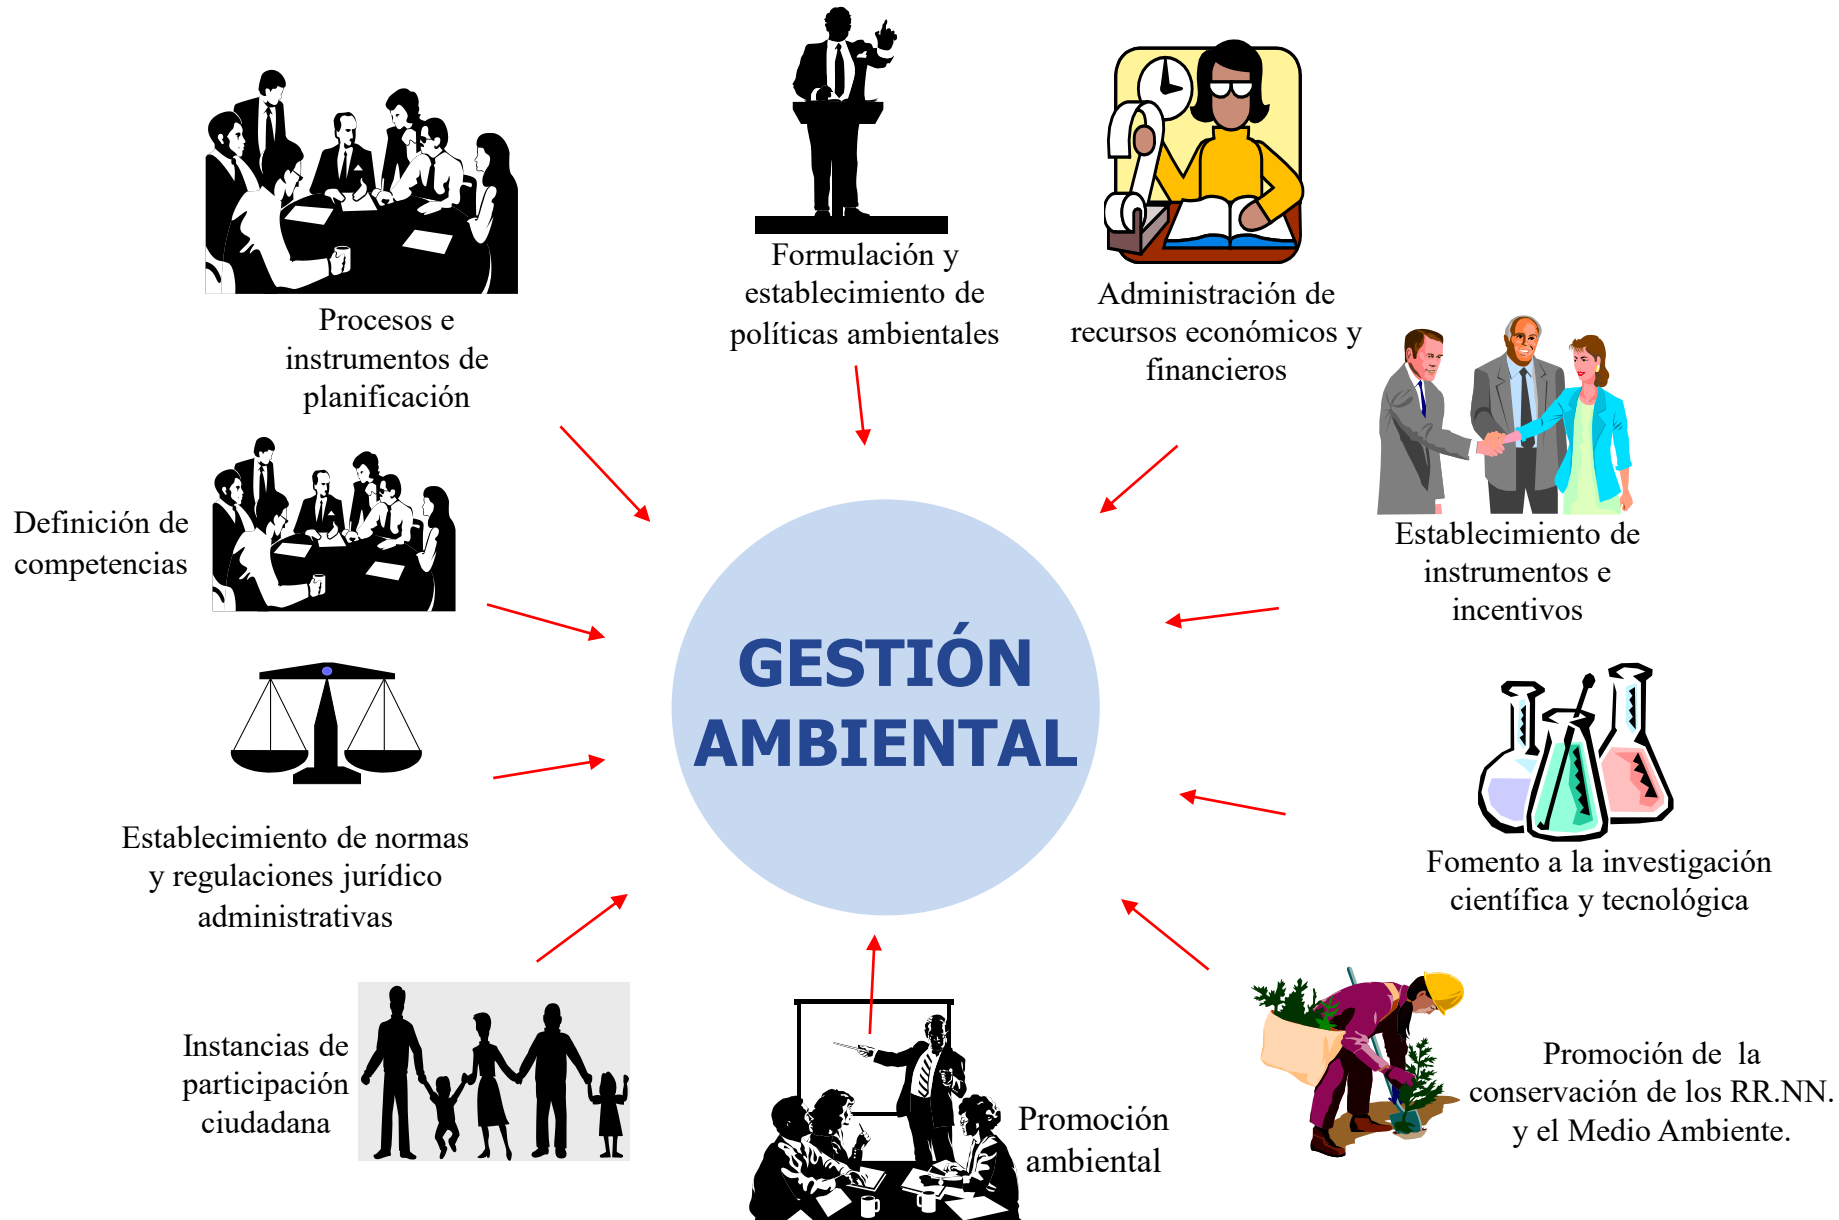 Formulación y
establecimiento de
políticas ambientales
Administración de
recursos económicos y
financieros
Procesos e
instrumentos de
planificación
Establecimiento de
instrumentos e
incentivos
Definición de
competencias
GESTIÓN
AMBIENTAL
Establecimiento de normas
y regulaciones jurídico
administrativas
Fomento a la investigación
científica y tecnológica
Instancias de
participación
ciudadana
Promoción
ambiental
Promoción de  la
conservación de los RR.NN.
y el Medio Ambiente.